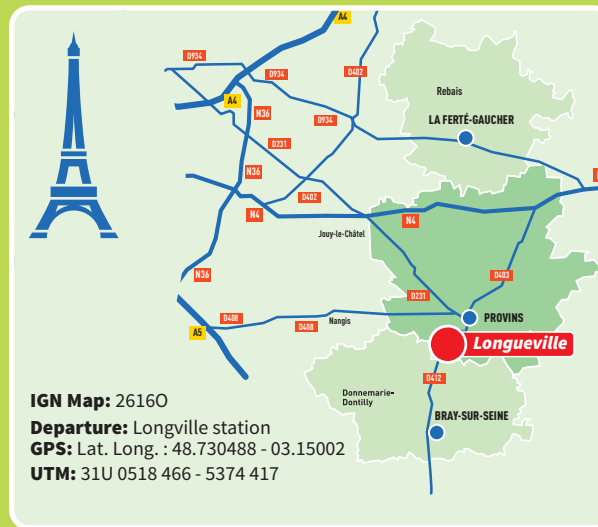 A4
D934
D934
D402
A4
Rebais
N36
D934
LA FERTÉ-GAUCHER
D231
N36
D402
N4
N4
Jouy-le-Châtel
N36
D403
D231
D408
D408
Nangis
PROVINS
A5
Longueville
D412
Donnemarie-
Dontilly
BRAY-SUR-SEINE
IGN Map: 2616O
Departure: Longville station
GPS: Lat. Long. : 48.730488 - 03.15002
UTM: 31U 0518 466 - 5374 417